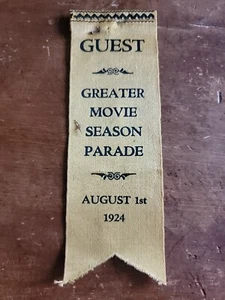 GUEST
GREATER
MOVIE
SEASON
PARADE
AUGUST 1st
1924